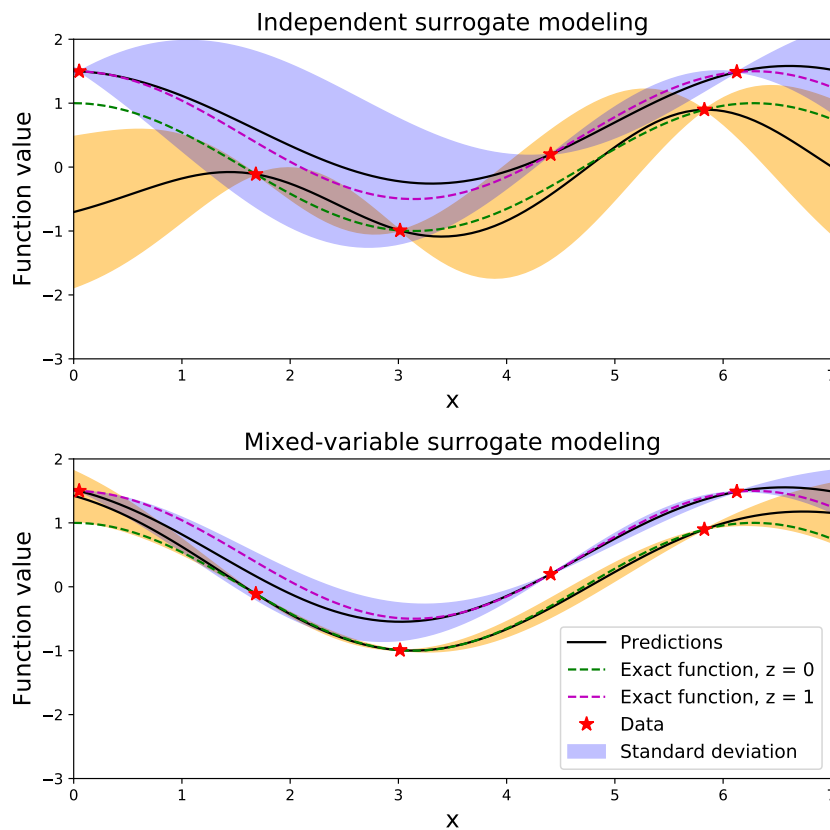 Independent surrogate modeling
2
1
0
−1
−2
−3
Function value
0 1 2 3 4 5 6 7
x
Mixed-variable surrogate modeling
2
1
0
−1
−2
−3
Function value
Predictions
Exact function, z = 0
Exact function, z = 1
Data
Standard deviation
0 1 2 3 4 5 6 7
x